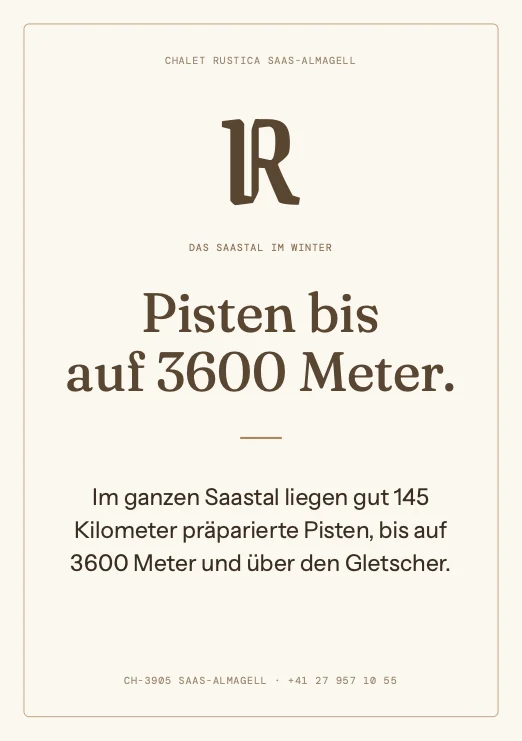 CHALET RUSTICA SAAS-ALMAGELL
R
DAS SAASTAL IM WINTER
Pisten bis
auf 3600 Meter.
Im ganzen Saastal liegen gut 145
Kilometer präparierte Pisten, bis auf
3600 Meter und über den Gletscher.
CH-3905 SAAS-ALMAGELL · +41 27 957 10 55